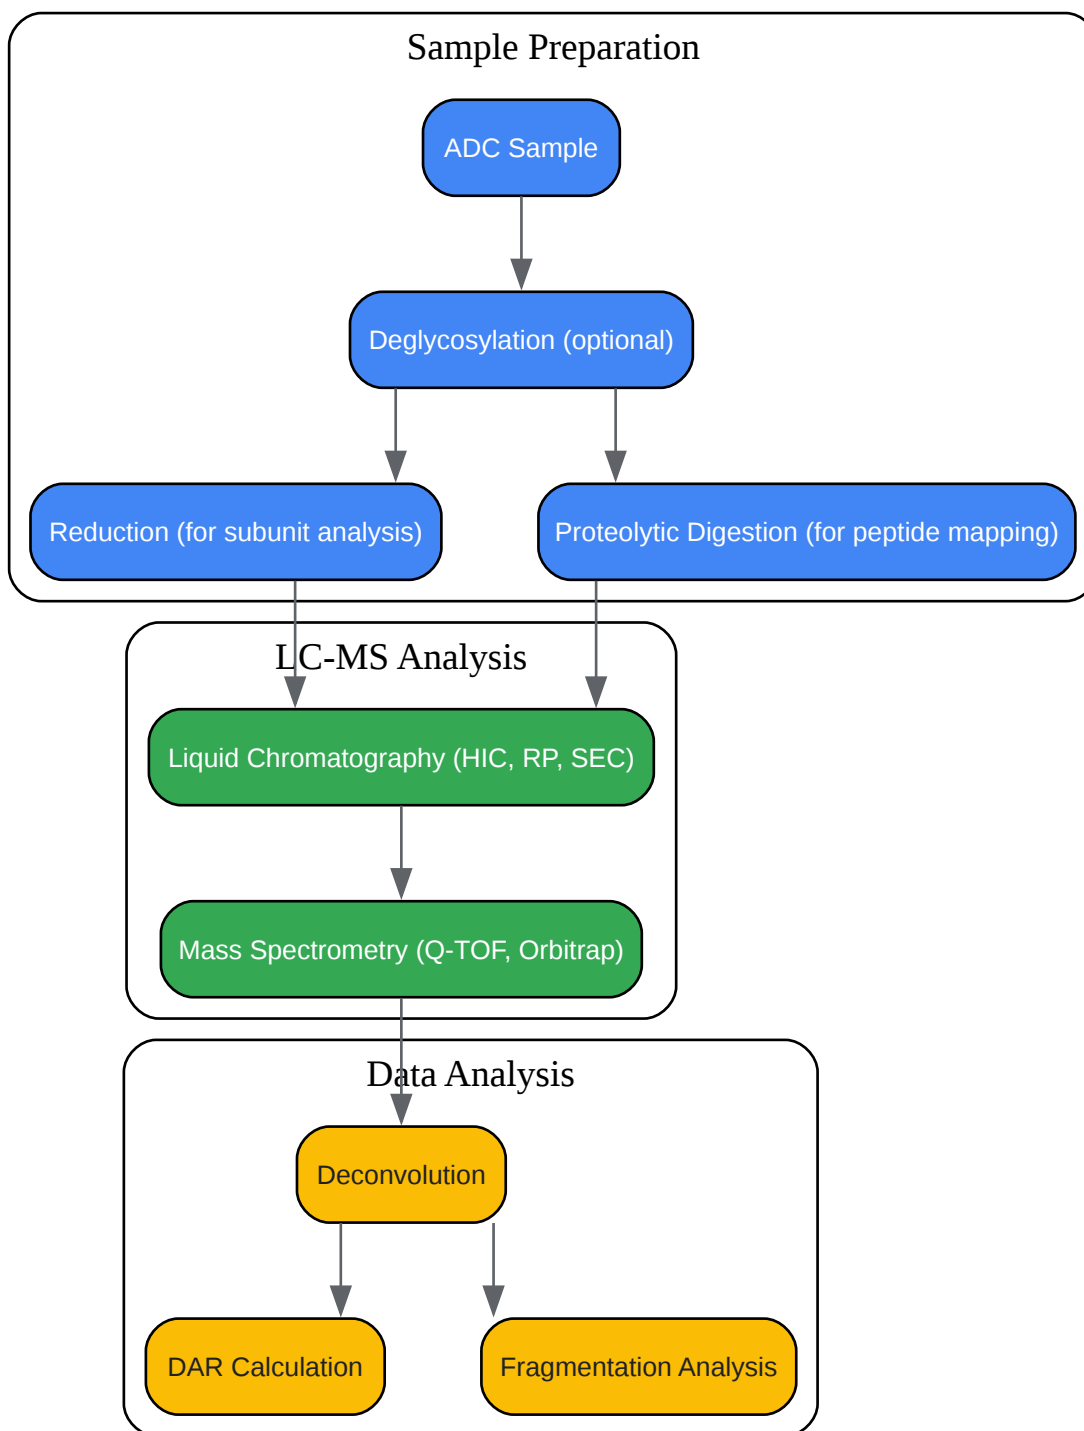 Sample Preparation
ADC Sample
Deglycosylation (optional)
Reduction (for subunit analysis)
Proteolytic Digestion (for peptide mapping)
LC-MS Analysis
Liquid Chromatography (HIC, RP, SEC)
Mass Spectrometry (Q-TOF, Orbitrap)
Data Analysis
Deconvolution
DAR Calculation
Fragmentation Analysis